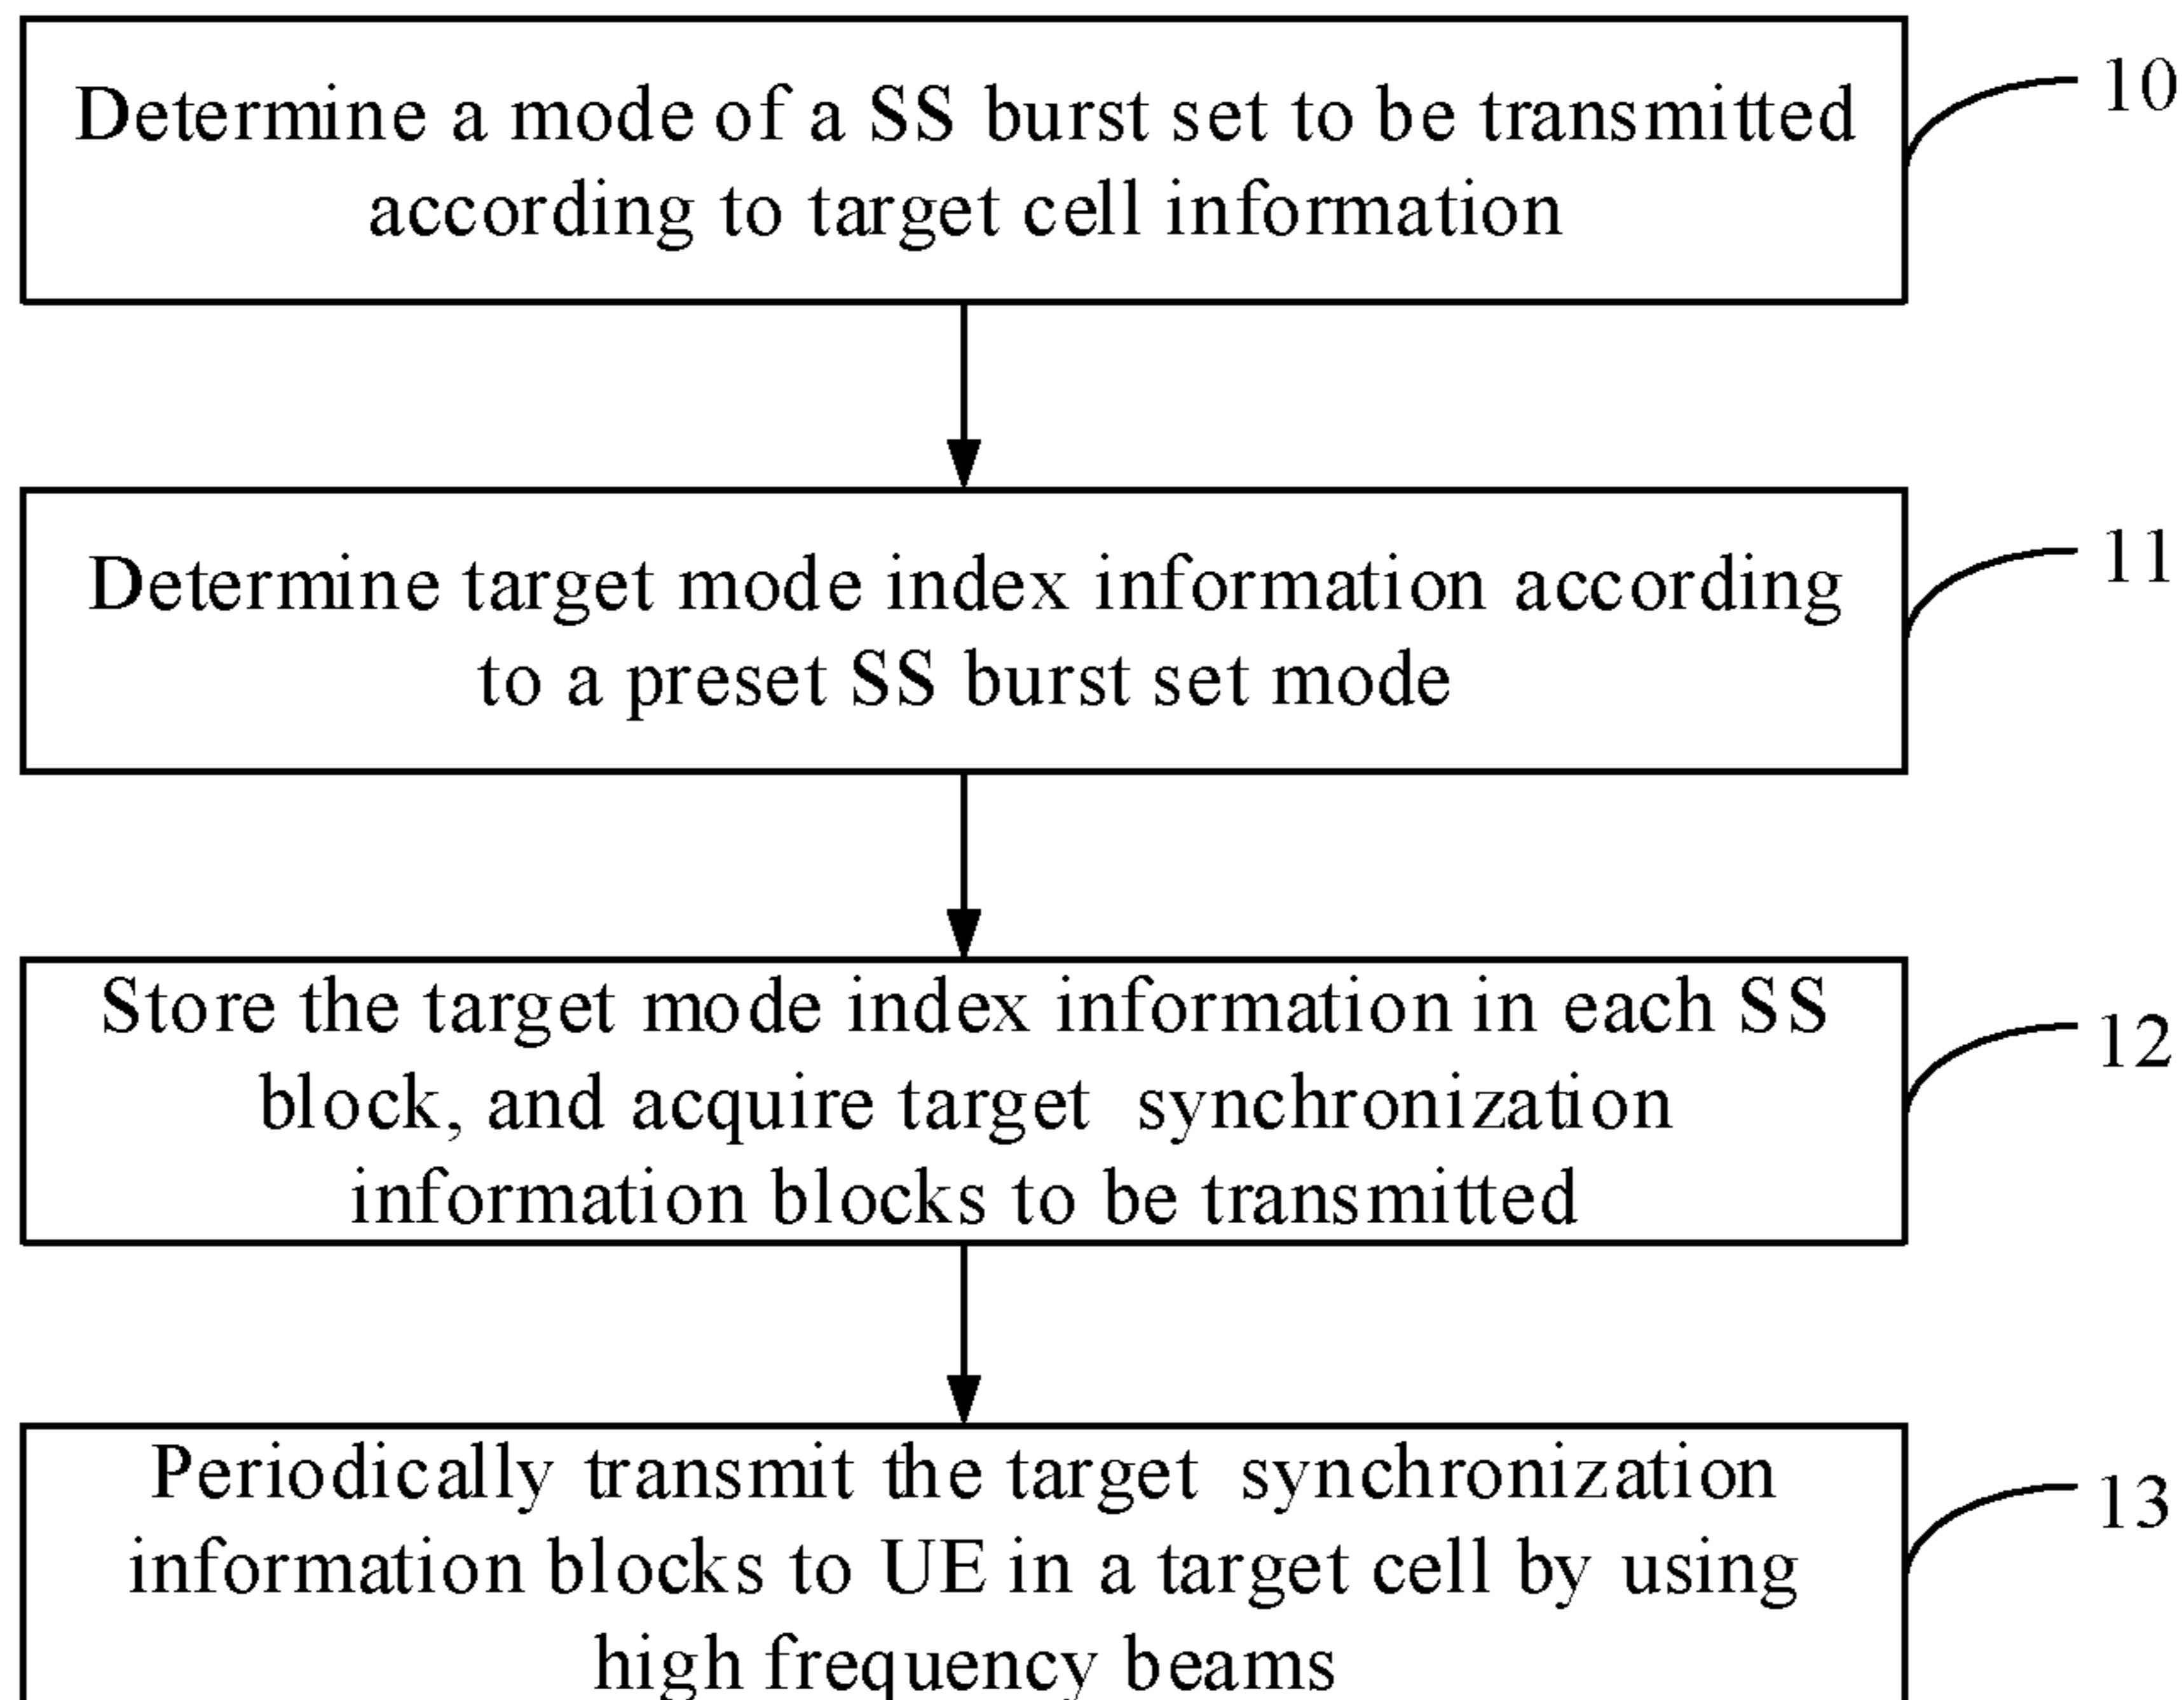 Determine a mode of a SS burst set to be transmitted
according to target cell information
10
Determine target mode index information according
to a preset SS burst set mode
11
Store the target mode index information in each SS
block, and acquire target synchronization
information blocks to be transmitted
12
Periodically transmit the target synchronization
information blocks to UE in a target cell by using
high frequency beams
13